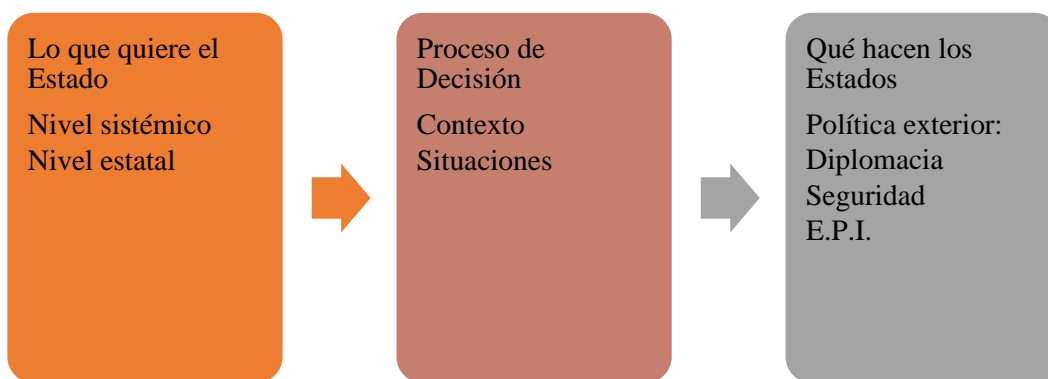 Lo que quiere el
Estado
Nivel sistémico
Nivel estatal
Proceso de
Decisión
Contexto
Situaciones
Qué hacen los
Estados
Política exterior:
Diplomacia
Seguridad
E.P.I.